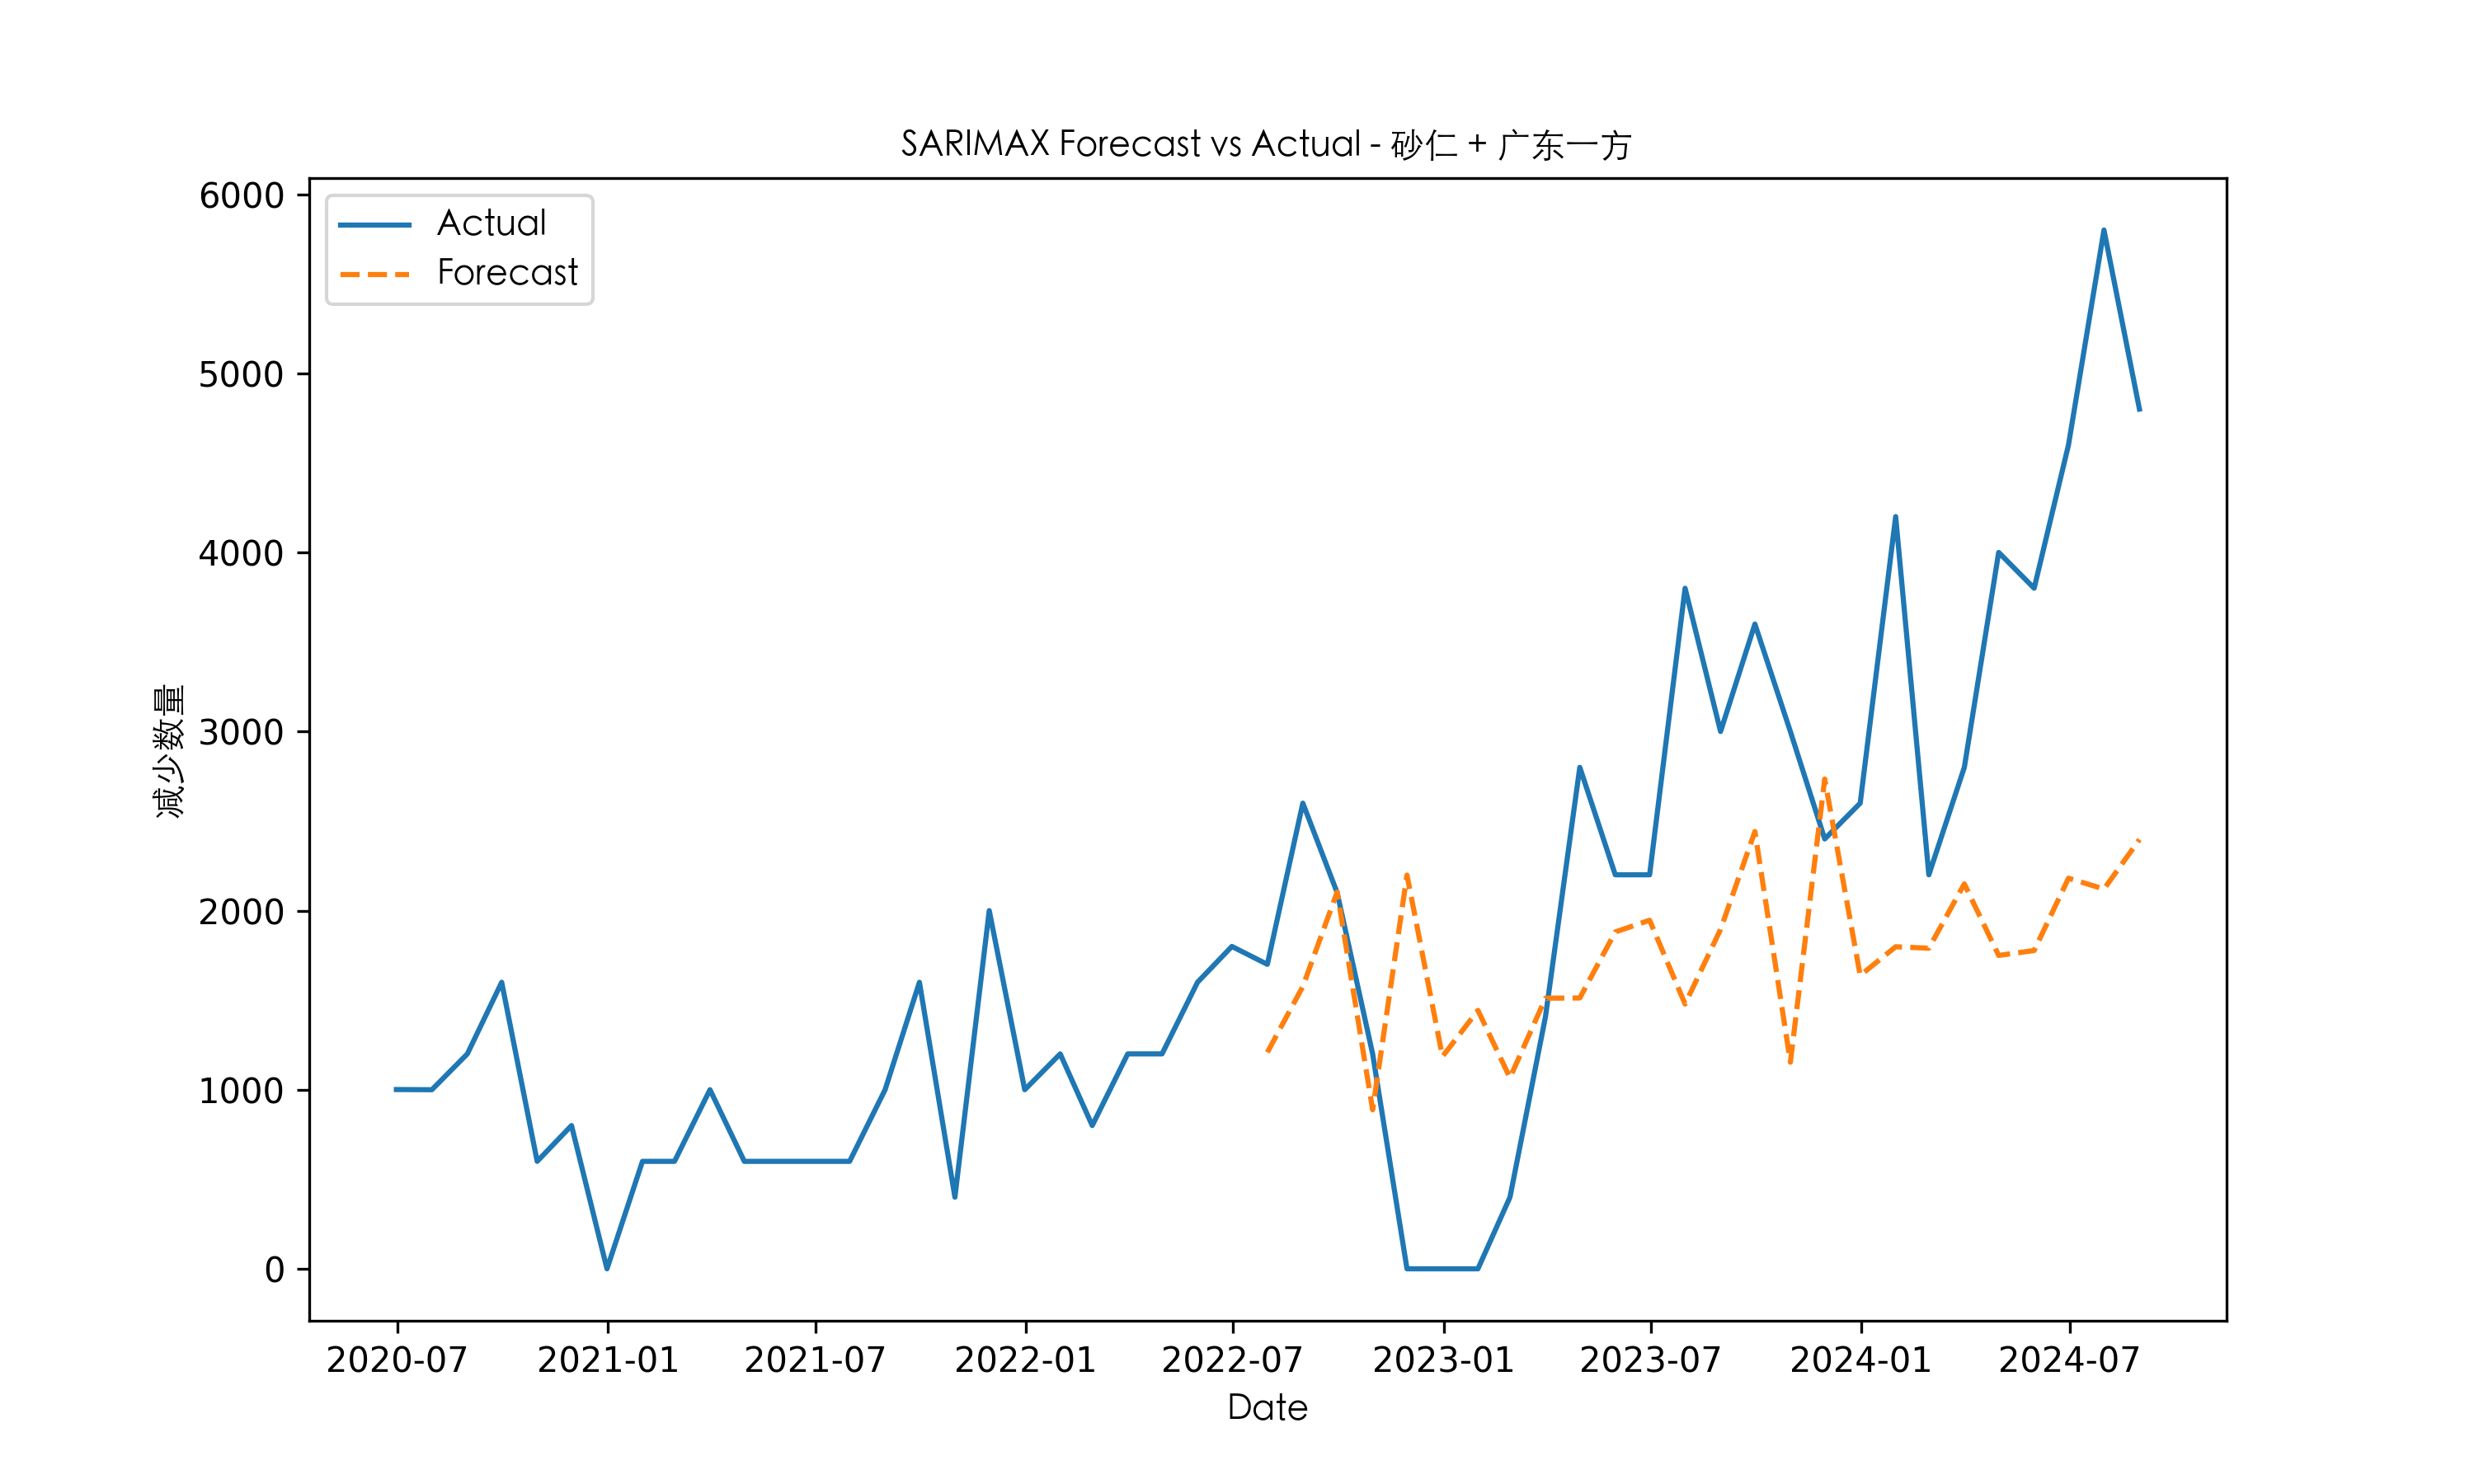 SARIMAX Forecast vs Actual - 砂仁 + 广东一方
Actual
Forecast
6000
5000
4000
3000
2000
1000
0
减少数量
2020-07 2021-01 2021-07 2022-01 2022-07 2023-01 2023-07 2024-01 2024-07
Date